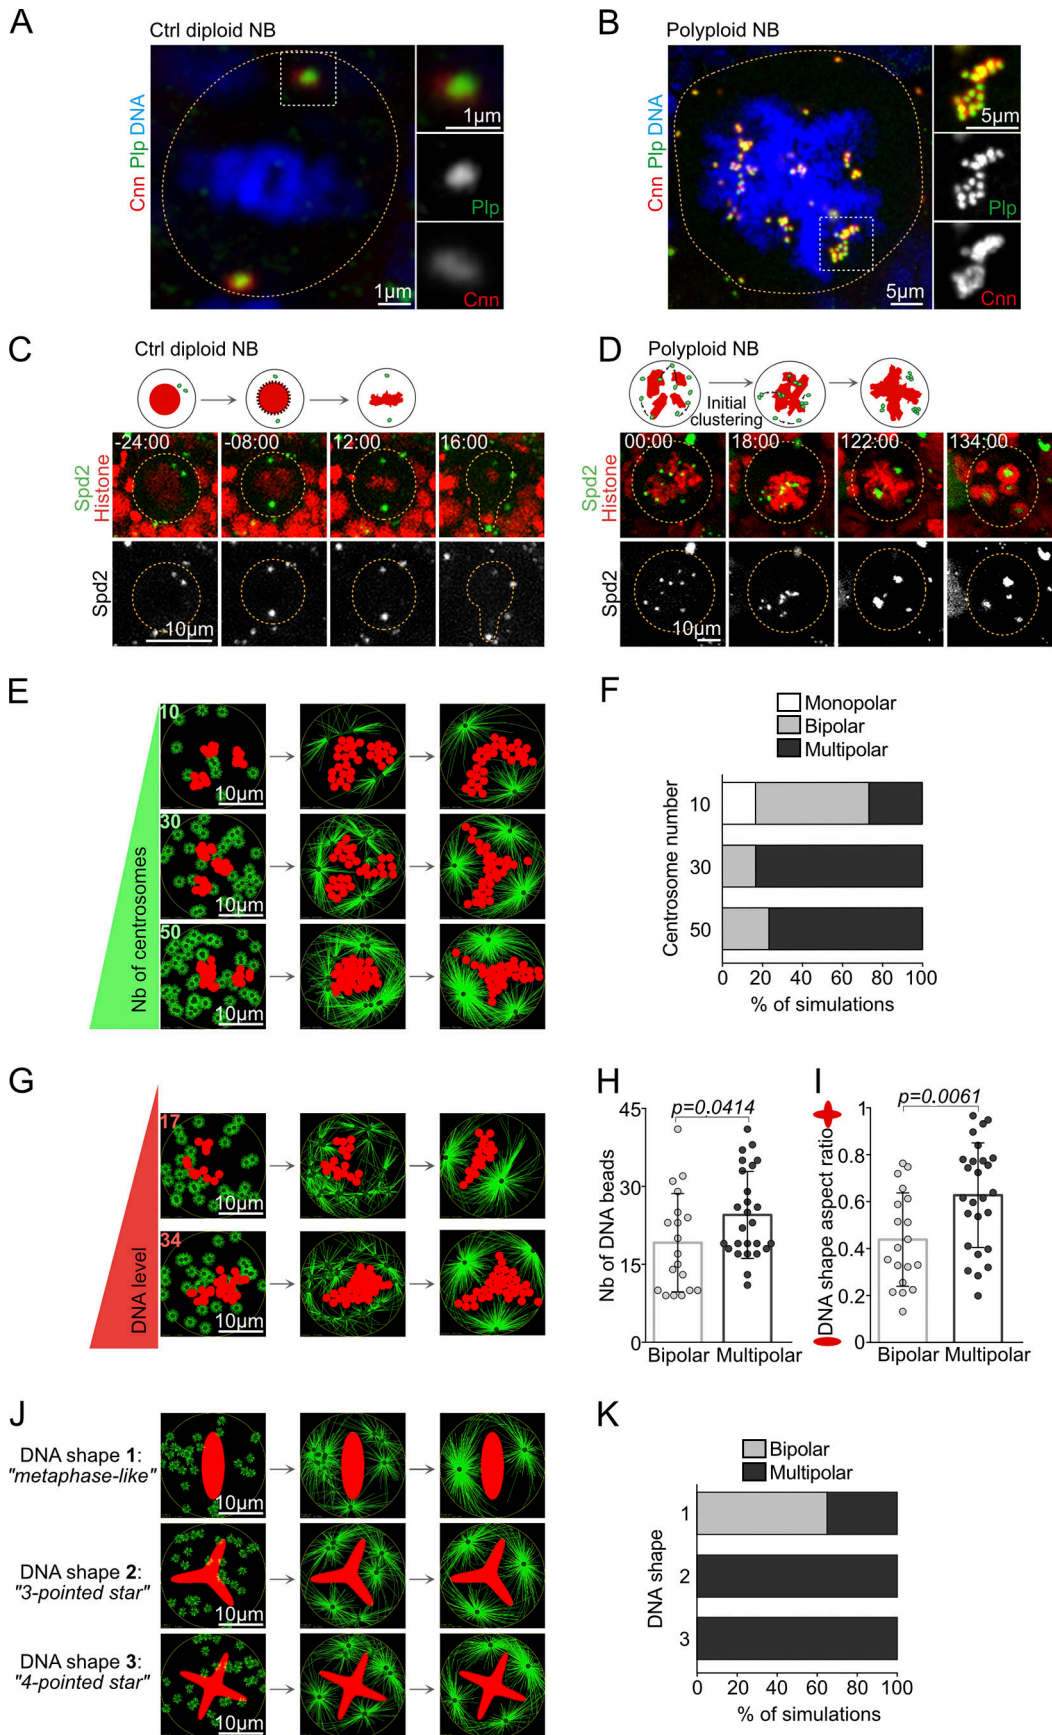 A
Ctrl diploid NB
Cnn Plp DNA
1µm
1µm
Plp
Cnn
B
Polyploid NB
Cnn Plp DNA
5µm
5µm
Plp
Cnn
C
Ctrl diploid NB
-24:00
-08:00
12:00
16:00
Spd2
Histone
Spd2
10µm
D
Polyploid NB
Initial
clustering
00:00
18:00
122:00
134:00
Spd2
Histone
Spd2
10µm
E
Nb of centrosomes
10
10µm
30
10µm
50
10µm
F
Monopolar
Bipolar
Multipolar
Centrosome number
10
30
50
0 20 40 60 80 100
% of simulations
G
DNA level
17
10µm
34
10µm
H
p=0.0414
Nb of DNA beads
45
30
15
0
Bipolar Multipolar
I
p=0.0061
DNA shape aspect ratio
1
0.8
0.6
0.4
0.2
0
Bipolar Multipolar
J
DNA shape 1:
"metaphase-like"
10µm
DNA shape 2:
"3-pointed star"
10µm
DNA shape 3:
"4-pointed star"
10µm
K
Bipolar
Multipolar
DNA shape
1
2
3
0 20 40 60 80 100
% of simulations